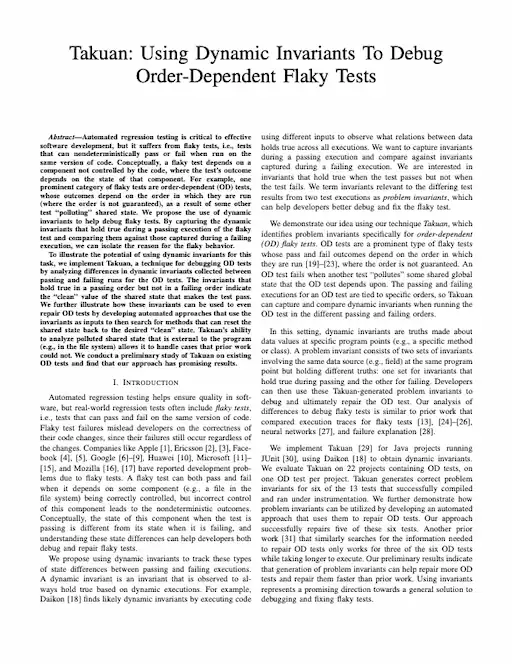 Takuan: Using Dynamic Invariants To Debug
Order-Dependent Flaky Tests
Abstract—Automated regression testing is critical to effective
software development, but it suffers from flaky tests, i.e., tests
that can nondeterministically pass or fail when run on the
same version of code. Conceptually, a flaky test depends on a
component not controlled by the code, where the test's outcome
depends on the state of that component. For example, one
prominent category of flaky tests are order-dependent (OD) tests,
whose outcomes depend on the order in which they are run
(where the order is not guaranteed), as a result of some other
test "polluting" shared state. We propose the use of dynamic
invariants to help debug flaky tests. By capturing the dynamic
invariants that hold true during a passing execution of the flaky
test and comparing them against those captured during a failing
execution, we can isolate the reason for the flaky behavior.
To illustrate the potential of using dynamic invariants for this
task, we implement Takuan, a technique for debugging OD tests
by analyzing differences in dynamic invariants collected between
passing and failing runs for the OD tests. The invariants that
hold true in a passing order but not in a failing order indicate
the "clean" value of the shared state that makes the test pass.
We further illustrate how these invariants can be used to even
repair OD tests by developing automated approaches that use the
invariants as inputs to then search for methods that can reset the
shared state back to the desired "clean" state. Takuan's ability
to analyze polluted shared state that is external to the program
(e.g., in the file system) allows it to handle cases that prior work
could not. We conduct a preliminary study of Takuan on existing
OD tests and find that our approach has promising results.
I. INTRODUCTION
Automated regression testing helps ensure quality in soft-
ware, but real-world regression tests often include flaky tests,
i.e., tests that can pass and fail on the same version of code.
Flaky test failures mislead developers on the correctness of
their code changes, since their failures still occur regardless of
the changes. Companies like Apple [1], Ericsson [2], [3], Face-
book [4], [5], Google [6]–[9], Huawei [10], Microsoft [11]–
[15], and Mozilla [16], [17] have reported development prob-
lems due to flaky tests. A flaky test can both pass and fail
when it depends on some component (e.g., a file in the
file system) being correctly controlled, but incorrect control
of this component leads to the nondeterministic outcomes.
Conceptually, the state of this component when the test is
passing is different from its state when it is failing, and
understanding these state differences can help developers both
debug and repair flaky tests.
We propose using dynamic invariants to track these types
of state differences between passing and failing executions.
A dynamic invariant is an invariant that is observed to al-
ways hold true based on dynamic executions. For example,
Daikon [18] finds likely dynamic invariants by executing code
using different inputs to observe what relations between data
holds true across all executions. We want to capture invariants
during a passing execution and compare against invariants
captured during a failing execution. We are interested in
invariants that hold true when the test passes but not when
the test fails. We term invariants relevant to the differing test
results from two test executions as problem invariants, which
can help developers better debug and fix the flaky test.
We demonstrate our idea using our technique Takuan, which
identifies problem invariants specifically for order-dependent
(OD) flaky tests. OD tests are a prominent type of flaky tests
whose pass and fail outcomes depend on the order in which
they are run [19]–[23], where the order is not guaranteed. An
OD test fails when another test "pollutes" some shared global
state that the OD test depends upon. The passing and failing
executions for an OD test are tied to specific orders, so Takuan
can capture and compare dynamic invariants when running the
OD test in the different passing and failing orders.
In this setting, dynamic invariants are truths made about
data values at specific program points (e.g., a specific method
or class). A problem invariant consists of two sets of invariants
involving the same data source (e.g., field) at the same program
point but holding different truths: one set for invariants that
hold true during passing and the other for failing. Developers
can then use these Takuan-generated problem invariants to
debug and ultimately repair the OD test. Our analysis of
differences to debug flaky tests is similar to prior work that
compared execution traces for flaky tests [13], [24]–[26],
neural networks [27], and failure explanation [28].
We implement Takuan [29] for Java projects running
JUnit [30], using Daikon [18] to obtain dynamic invariants.
We evaluate Takuan on 22 projects containing OD tests, on
one OD test per project. Takuan generates correct problem
invariants for six of the 13 tests that successfully compiled
and ran under instrumentation. We further demonstrate how
problem invariants can be utilized by developing an automated
approach that uses them to repair OD tests. Our approach
successfully repairs five of these six tests. Another prior
work [31] that similarly searches for the information needed
to repair OD tests only works for three of the six OD tests
while taking longer to execute. Our preliminary results indicate
that generation of problem invariants can help repair more OD
tests and repair them faster than prior work. Using invariants
represents a promising direction towards a general solution to
debugging and fixing flaky tests.